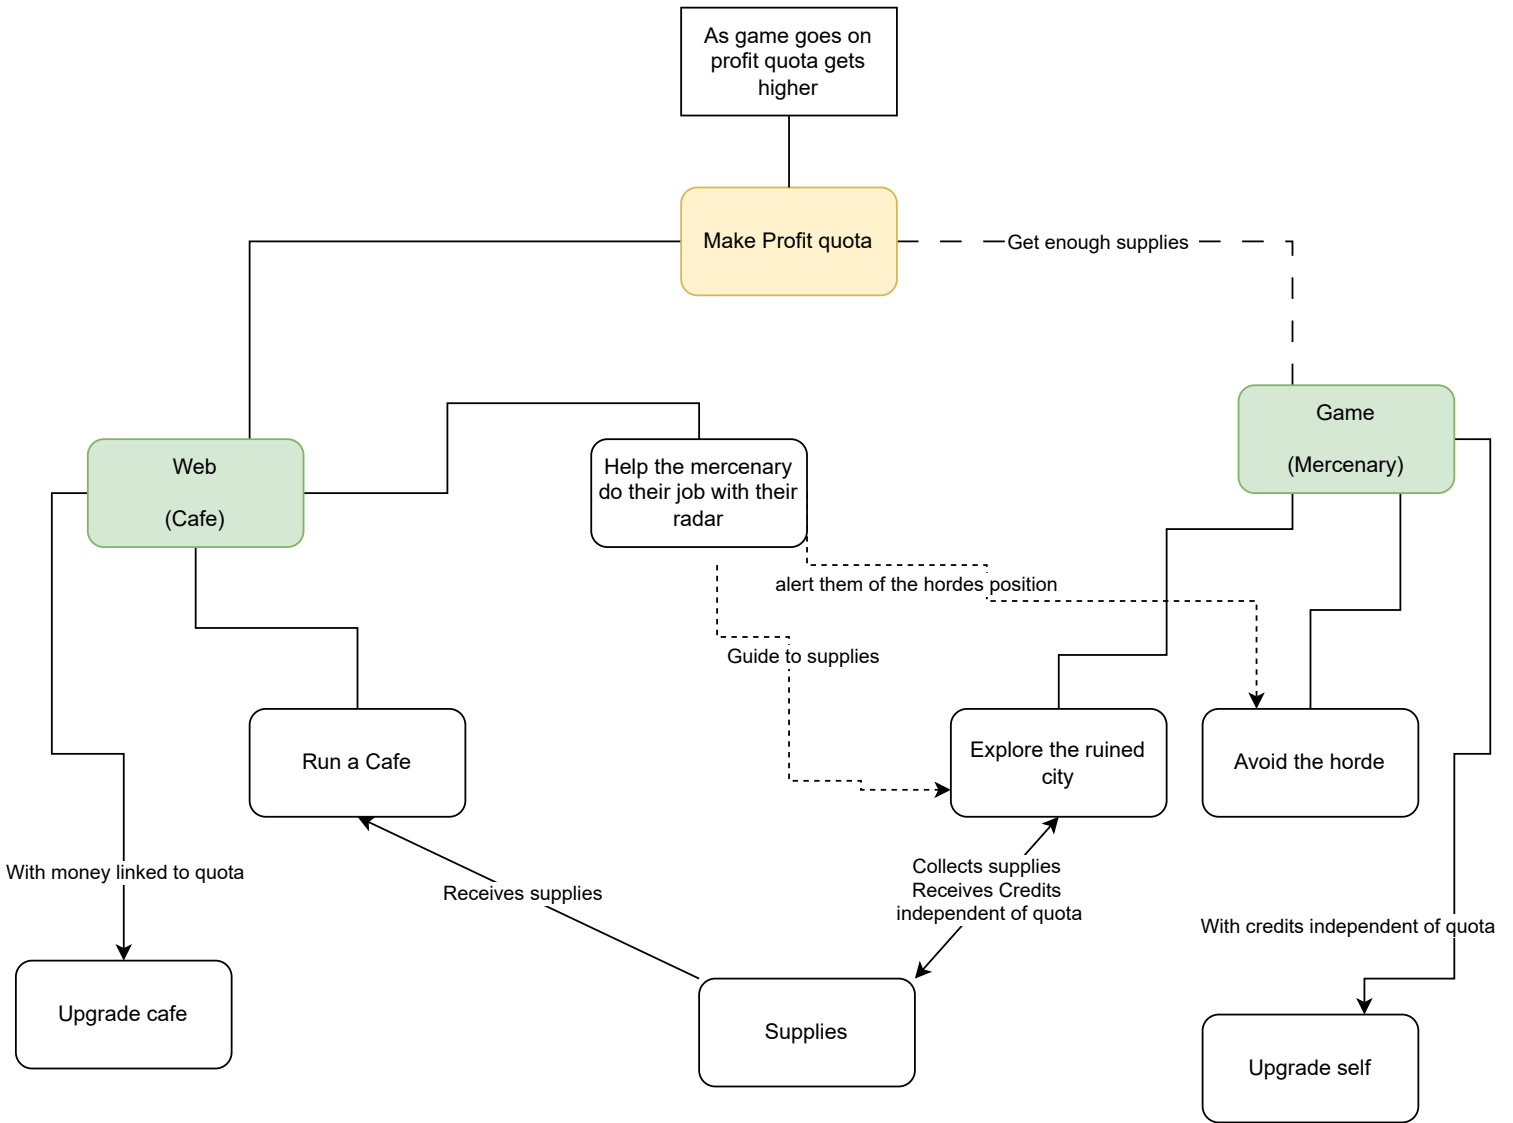 As game goes on
profit quota gets
higher
Make Profit quota
Get enough supplies
Game
(Mercenary)
Web
(Cafe)
Help the mercenary
do their job with their
radar
alert them of the hordes position
Guide to supplies
Run a Cafe
Explore the ruined
city
Avoid the horde
With money linked to quota
Receives supplies
Collects supplies
Receives Credits
independent of quota
With credits independent of quota
Upgrade cafe
Supplies
Upgrade self